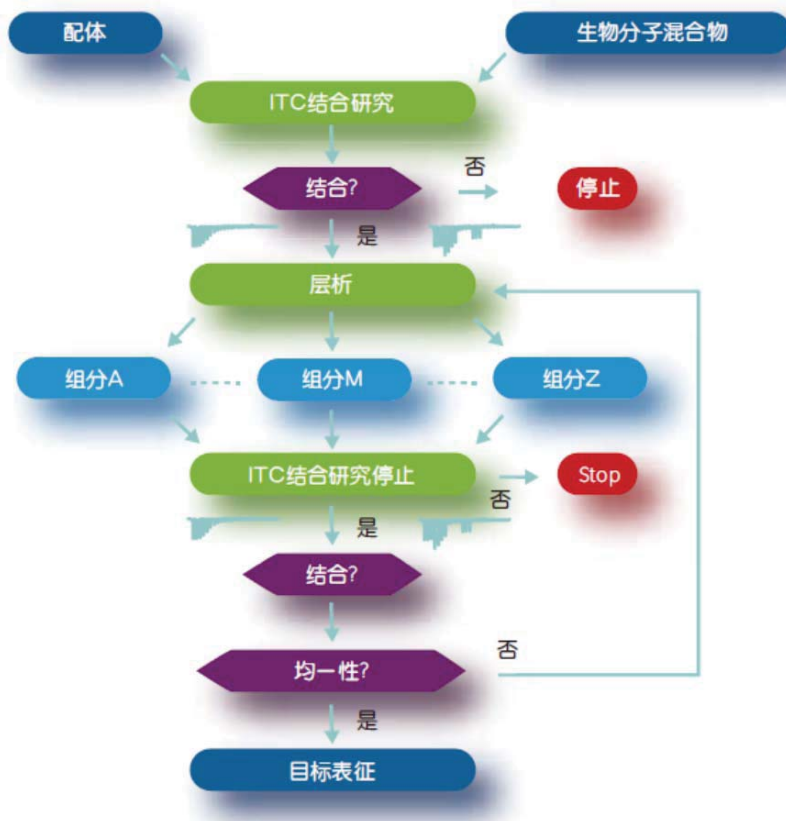 配体
生物分子混合物
ITC结合研究
结合?
否
停止
是
层析
组分A
组分M
组分Z
ITC结合研究停止
Stop
否
是
结合?
均一性?
否
是
目标表征